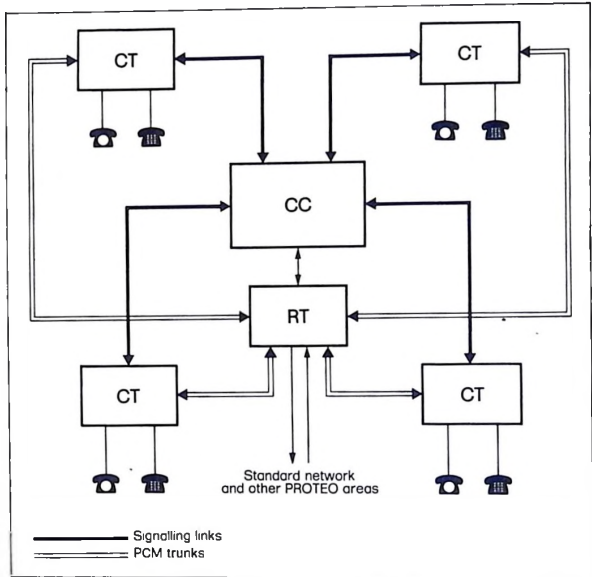 CT
CT
CC
RT
CT
CT
Standard network
and other PROTEO areas
Signalling links
PCM trunks